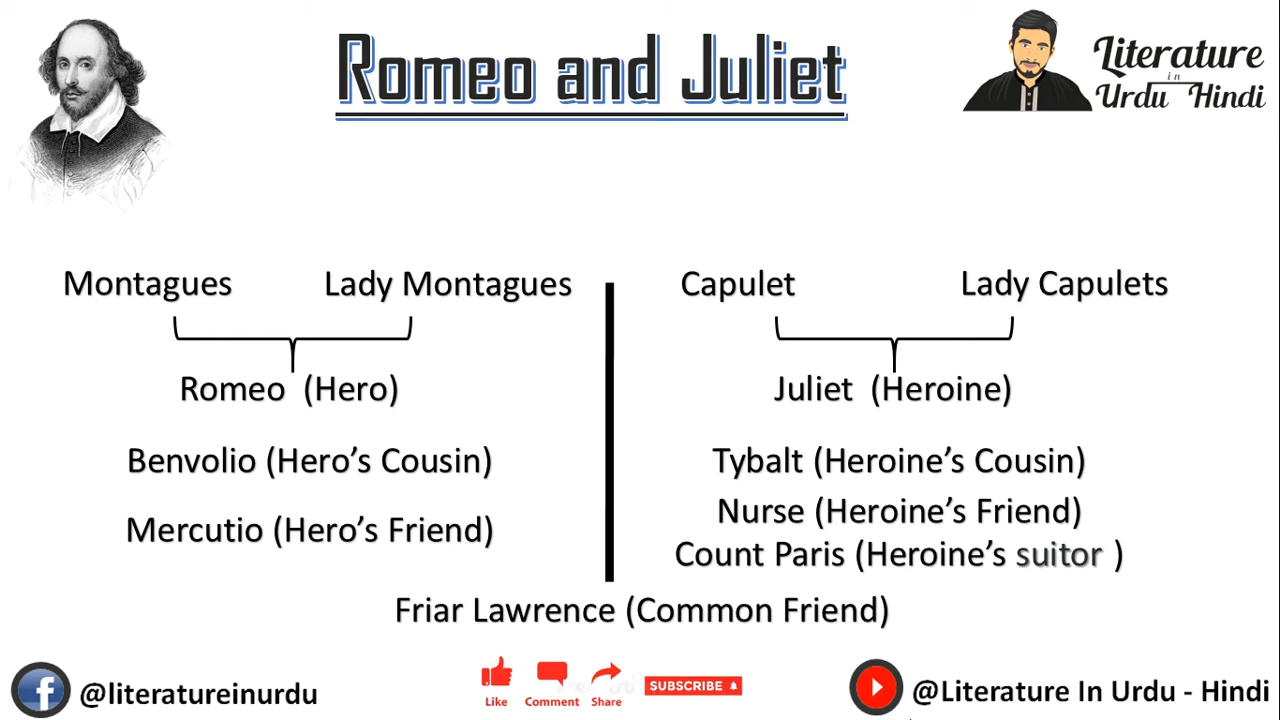 Romeo and Juliet
Literature
in
Urdu Hindi
Montagues Lady Montagues Capulet Lady Capulets
Romeo (Hero) Juliet (Heroine)
Benvolio (Hero’s Cousin) Tybalt (Heroine’s Cousin)
Mercutio (Hero’s Friend) Nurse (Heroine’s Friend)
Count Paris (Heroine’s suitor )
Friar Lawrence (Common Friend)
@literatureinurdu Like Comment Share SUBSCRIBE @Literature In Urdu - Hindi